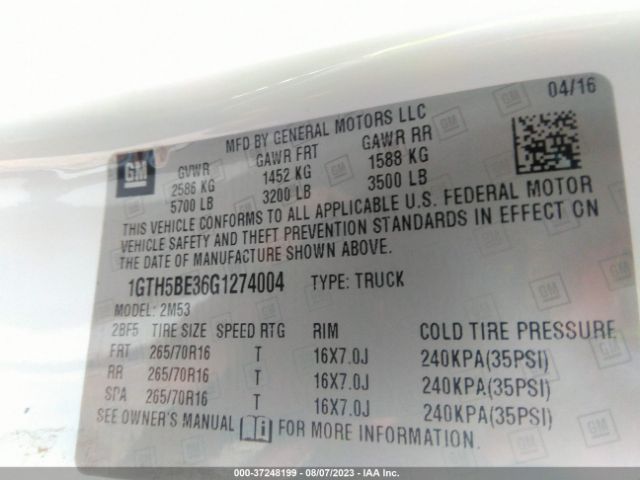 04/16
GM
MFD BY GENERAL MOTORS LLC
GVWR GAWR FRT GAWR RR
2586 KG 1452 KG 1588 KG
5700 LB 3200 LB 3500 LB
THIS VEHICLE CONFORMS TO ALL APPLICABLE U.S. FEDERAL MOTOR
VEHICLE SAFETY AND THEFT PREVENTION STANDARDS IN EFFECT ON
THE DATE OF MANUFACTURE SHOWN ABOVE.
1GTH5BE36G1274004 TYPE: TRUCK
MODEL: 2M53
2BF5 TIRE SIZE SPEED RTG RIM COLD TIRE PRESSURE
FRT 265/70R16 T 16X7.0J 240KPA(35PSI)
RR 265/70R16 T 16X7.0J 240KPA(35PSI)
SPA 265/70R16 T 16X7.0J 240KPA(35PSI)
SEE OWNER'S MANUAL i FOR MORE INFORMATION.
000-37248199 — 08/07/2023 — IAA Inc.